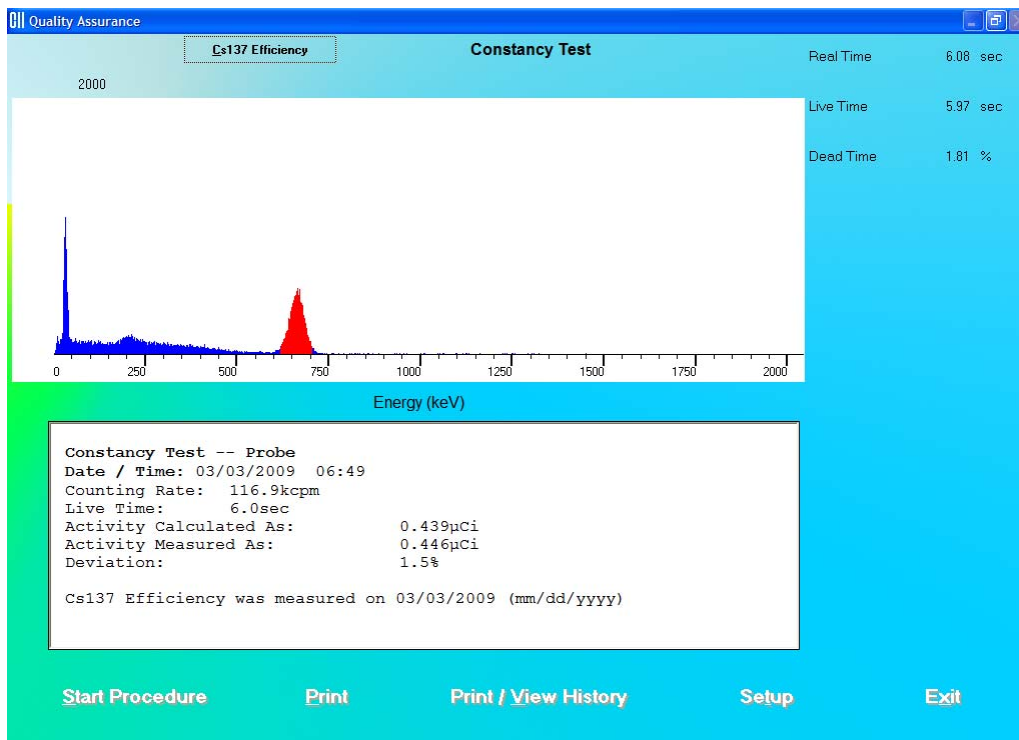 Quality Assurance
Cs137 Efficiency
Constancy Test
Real Time 6.08 sec
2000
Live Time 5.97 sec
Dead Time 1.81 %
0 250 500 750 1000 1250 1500 1750 2000
Energy (keV)
Constancy Test -- Probe
Date / Time: 03/03/2009 06:49
Counting Rate: 116.9kcpm
Live Time: 6.0sec
Activity Calculated As: 0.439µCi
Activity Measured As: 0.446µCi
Deviation: 1.5%
Cs137 Efficiency was measured on 03/03/2009 (mm/dd/yyyy)
Start Procedure Print Print / View History Setup Exit